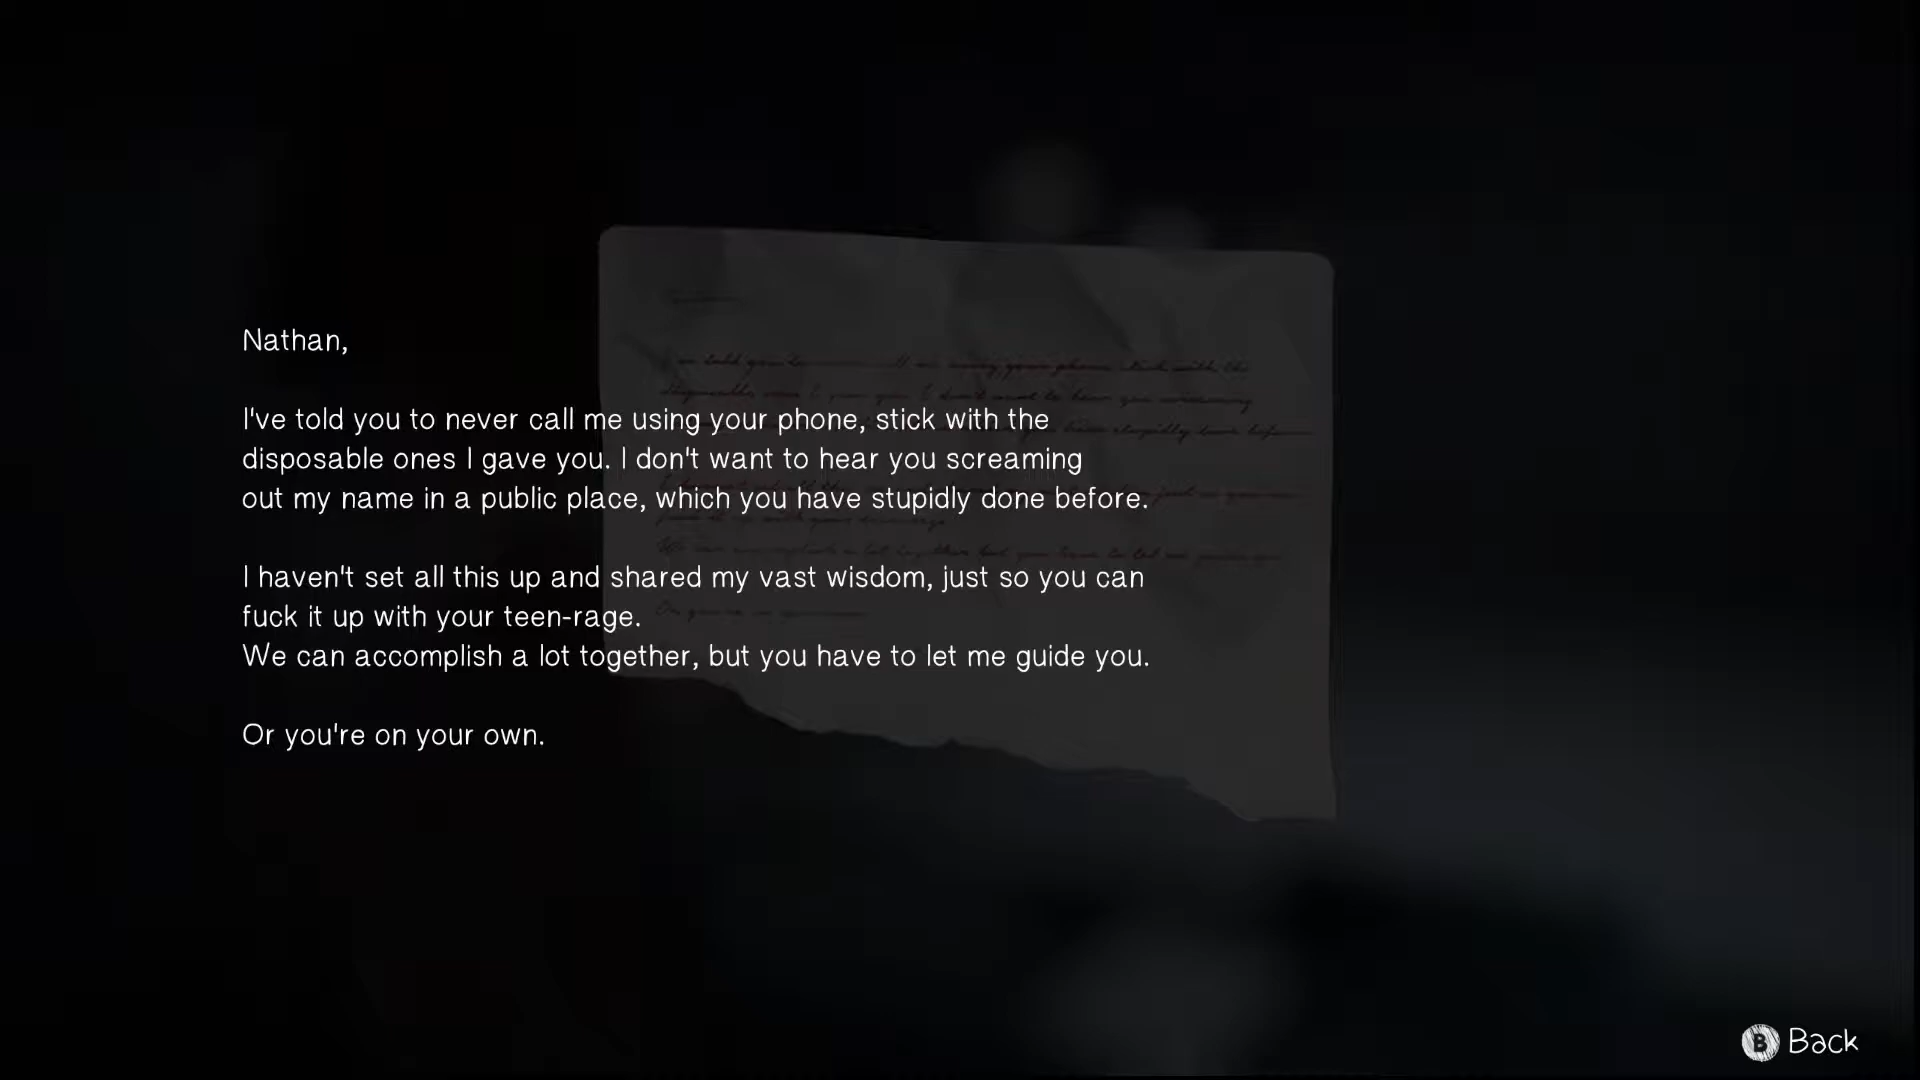 Nathan,
I've told you to never call me using your phone, stick with the
disposable ones I gave you. I don't want to hear you screaming
out my name in a public place, which you have stupidly done before.
I haven't set all this up and shared my vast wisdom, just so you can
fuck it up with your teen-rage.
We can accomplish a lot together, but you have to let me guide you.
Or you're on your own.
B Back